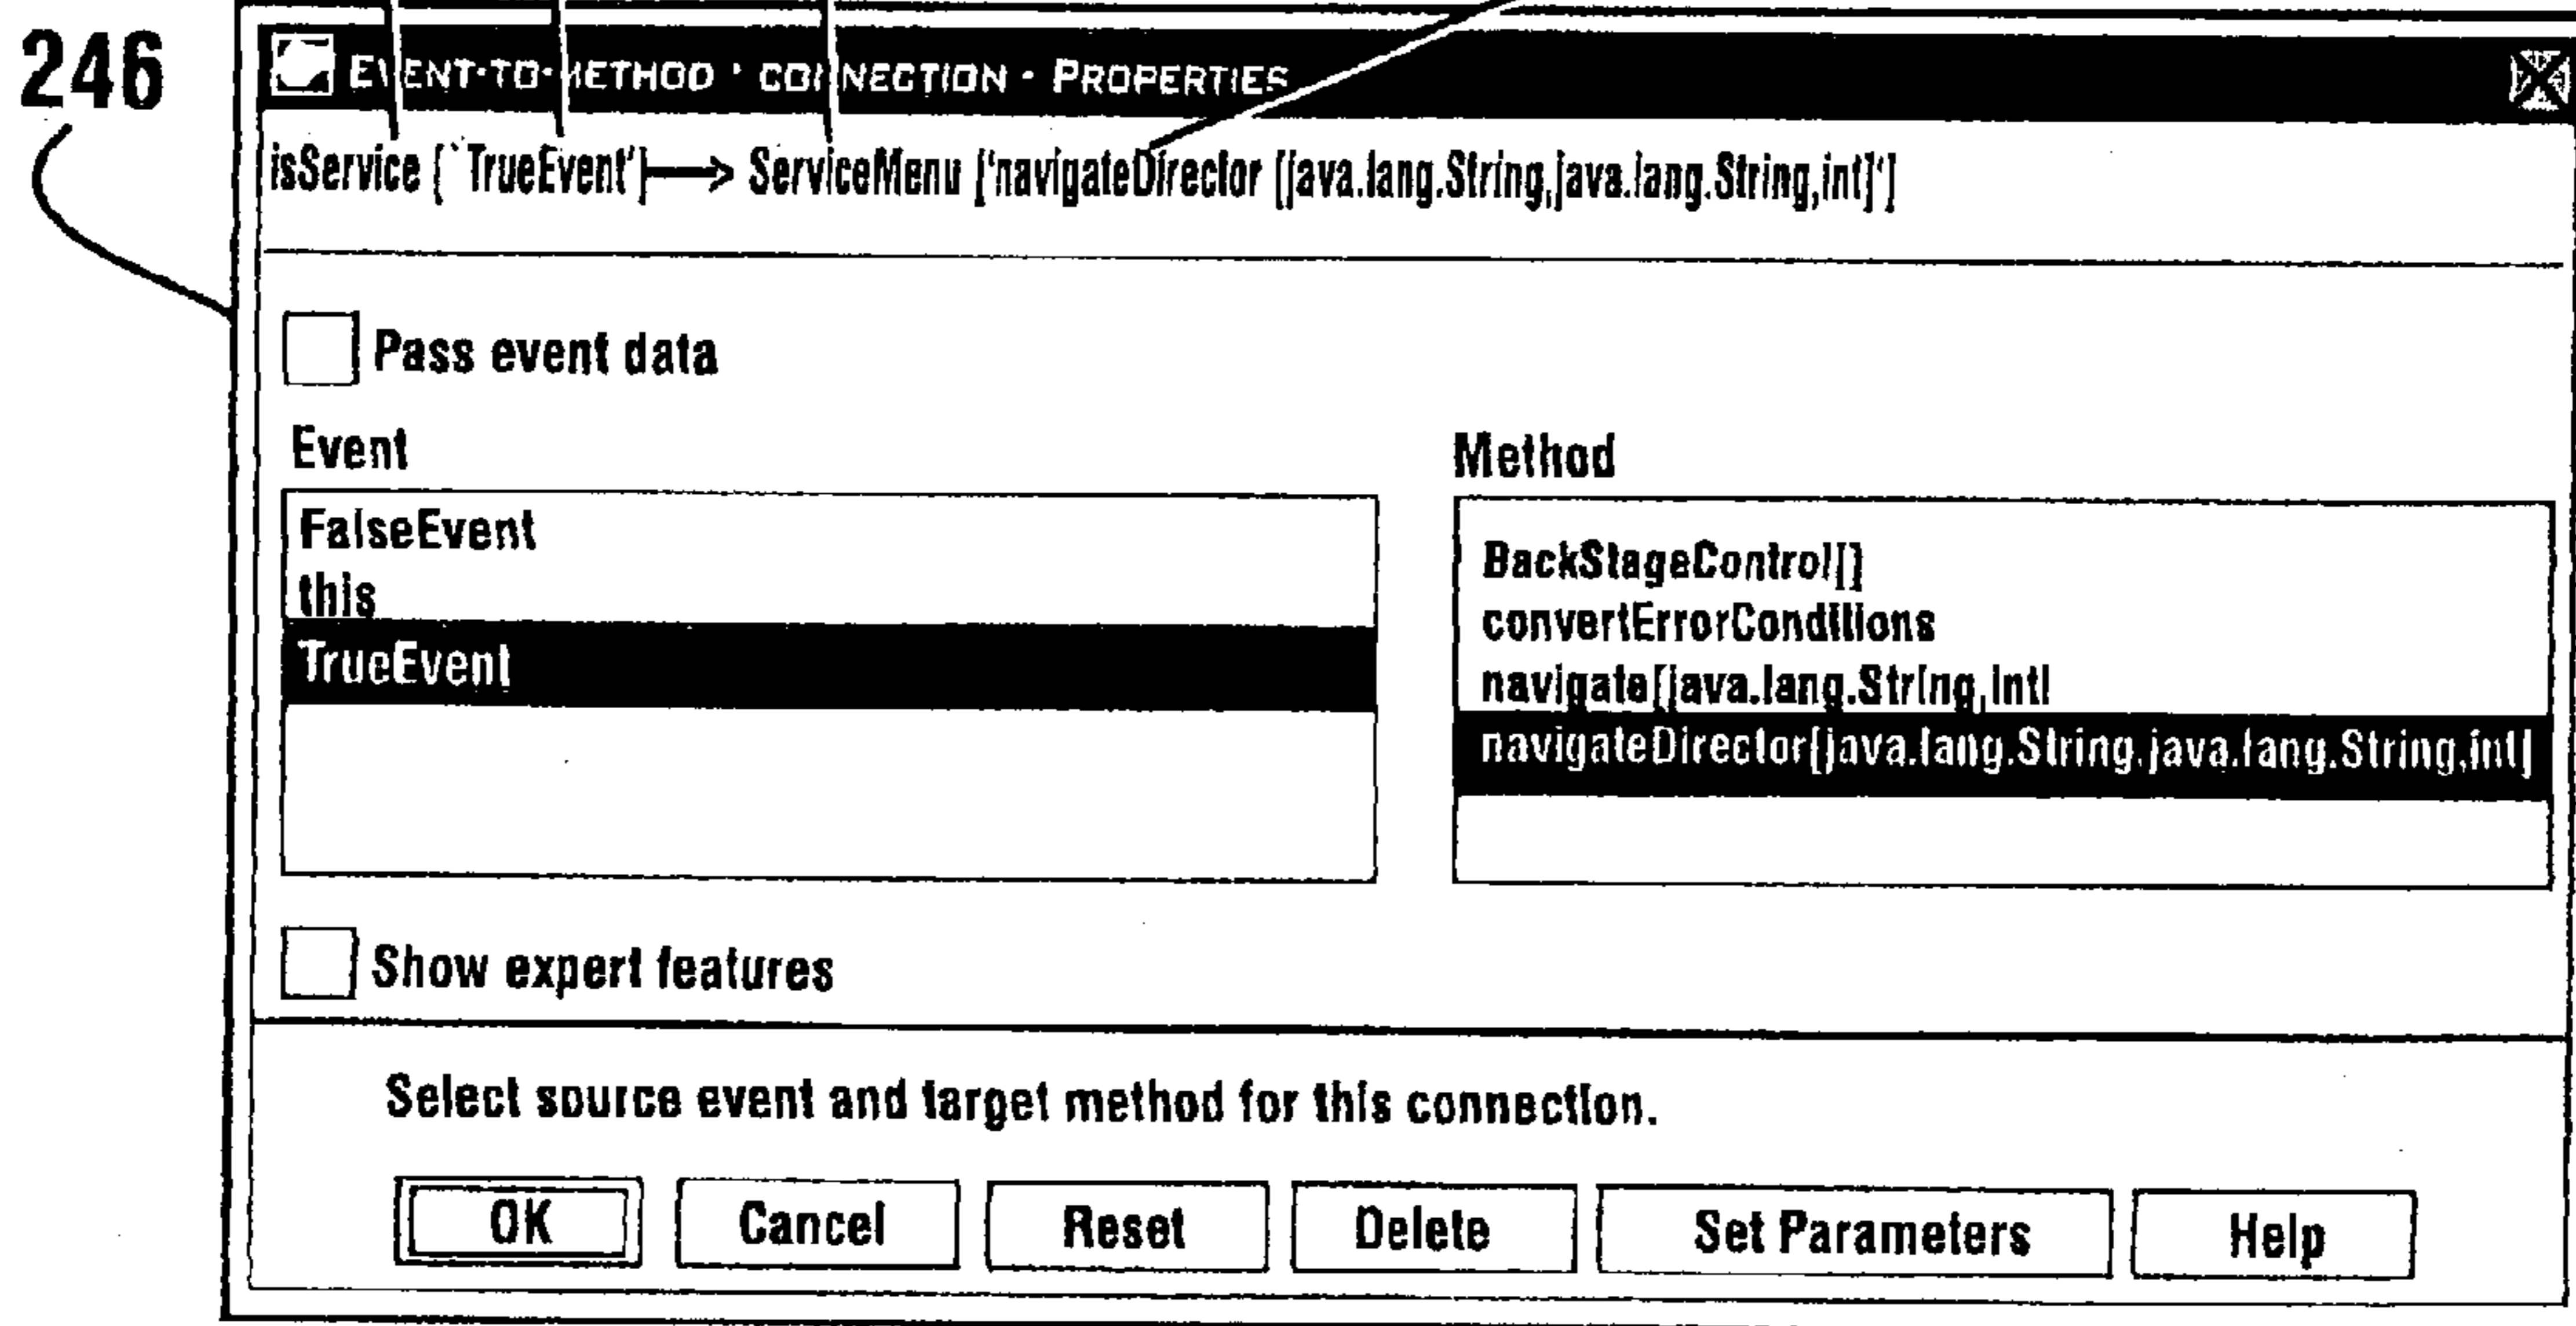 246
EVENT-TO-METHOD · CONNECTION - PROPERTIES
isService [`TrueEvent']—> ServiceMenu ['navigateDirector [java.lang.String,java.lang.String,int]']
Pass event data
Event
Method
FalseEvent
this
TrueEvent
BackStageControl[]
convertErrorConditions
navigate[java.lang.String,int]
navigateDirector[java.lang.String.java.lang.String,int]
Show expert features
Select source event and target method for this connection.
OK Cancel Reset Delete Set Parameters Help